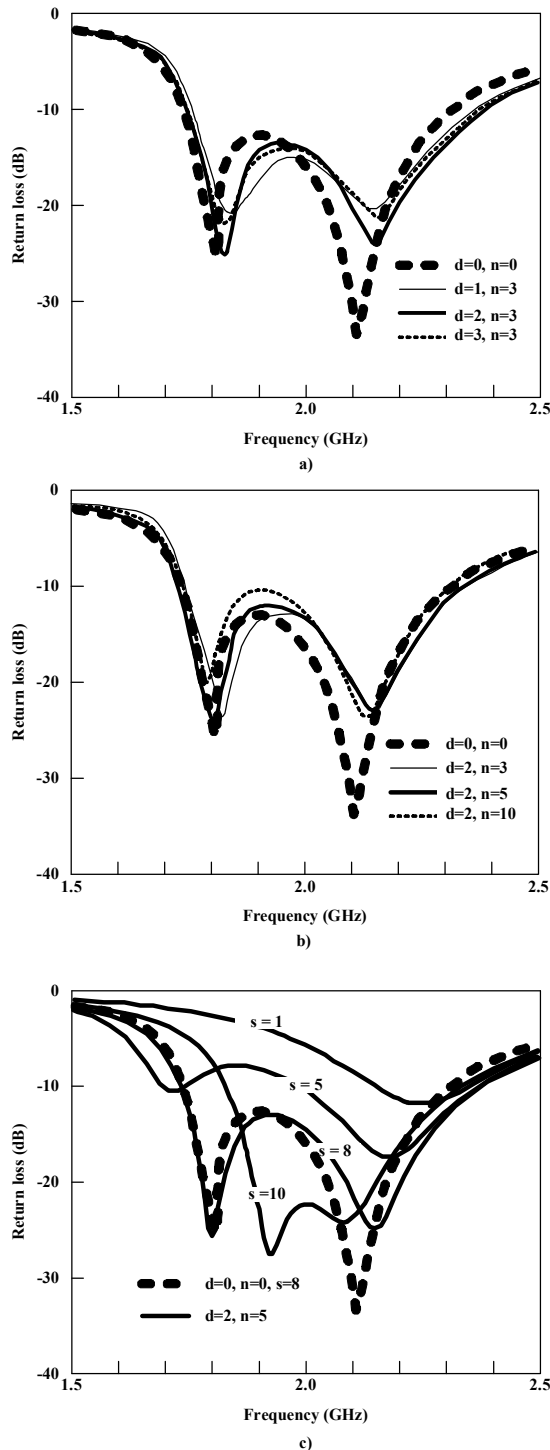 0
-10
-20
-30
-40
Return loss (dB)
d=0, n=0
d=1, n=3
d=2, n=3
d=3, n=3
1.5
2.0
2.5
Frequency (GHz)
a)
0
-10
-20
-30
-40
Return loss (dB)
d=0, n=0
d=2, n=3
d=2, n=5
d=2, n=10
1.5
2.0
2.5
Frequency (GHz)
b)
0
-10
-20
-30
-40
Return loss (dB)
s = 1
s = 5
s = 8
s =10
d=0, n=0, s=8
d=2, n=5
1.5
2.0
2.5
Frequency (GHz)
c)